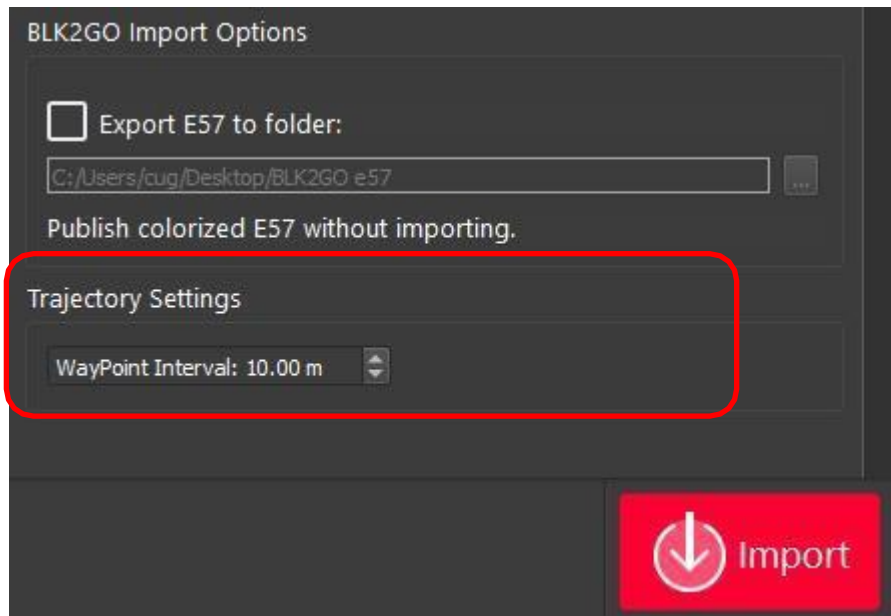 BLK2GO Import Options
Export E57 to folder:
C:/Users/cug/Desktop/BLK2GO e57
...
Publish colorized E57 without importing.
Trajectory Settings
WayPoint Interval: 10.00 m
Import